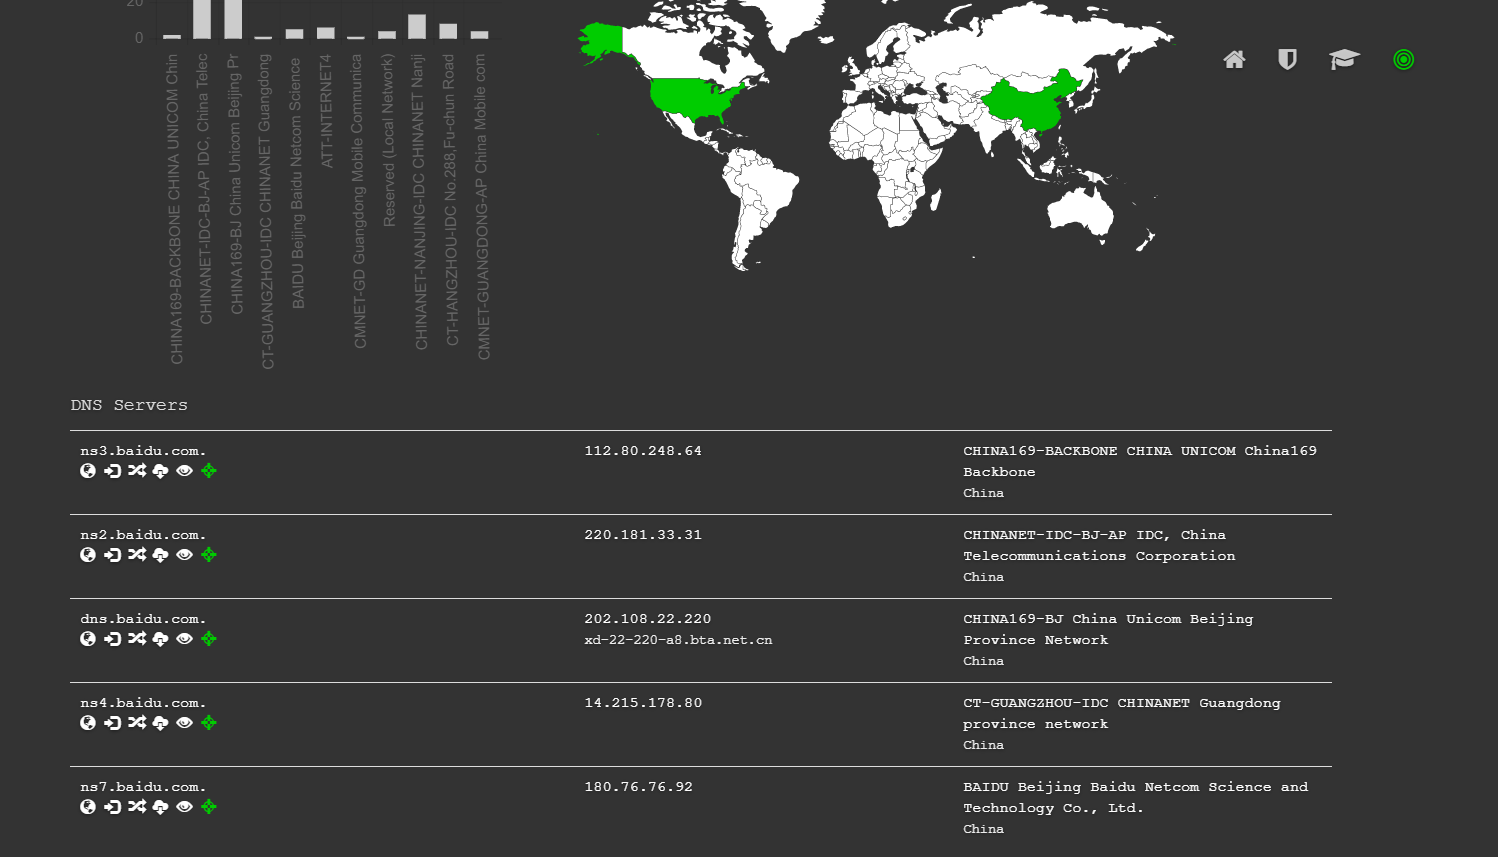 20
0
CHINA169-BACKBONE CHINA UNICOM Chin
CHINANET-IDC-BJ-AP IDC, China Telec
CHINA169-BJ China Unicom Beijing Pr
CT-GUANGZHOU-IDC CHINANET Guangdong
BAIDU Beijing Baidu Netcom Science
ATT-INTERNET4
CMNET-GD Guangdong Mobile Communica
Reserved (Local Network)
CHINANET-NANJING-IDC CHINANET Nanji
CT-HANGZHOU-IDC No.288,Fu-chun Road
CMNET-GUANGDONG-AP China Mobile com
DNS Servers
ns3.baidu.com.
112.80.248.64
CHINA169-BACKBONE CHINA UNICOM China169
Backbone
China
ns2.baidu.com.
220.181.33.31
CHINANET-IDC-BJ-AP IDC, China
Telecommunications Corporation
China
dns.baidu.com.
202.108.22.220
xd-22-220-a8.bta.net.cn
CHINA169-BJ China Unicom Beijing
Province Network
China
ns4.baidu.com.
14.215.178.80
CT-GUANGZHOU-IDC CHINANET Guangdong
province network
China
ns7.baidu.com.
180.76.76.92
BAIDU Beijing Baidu Netcom Science and
Technology Co., Ltd.
China